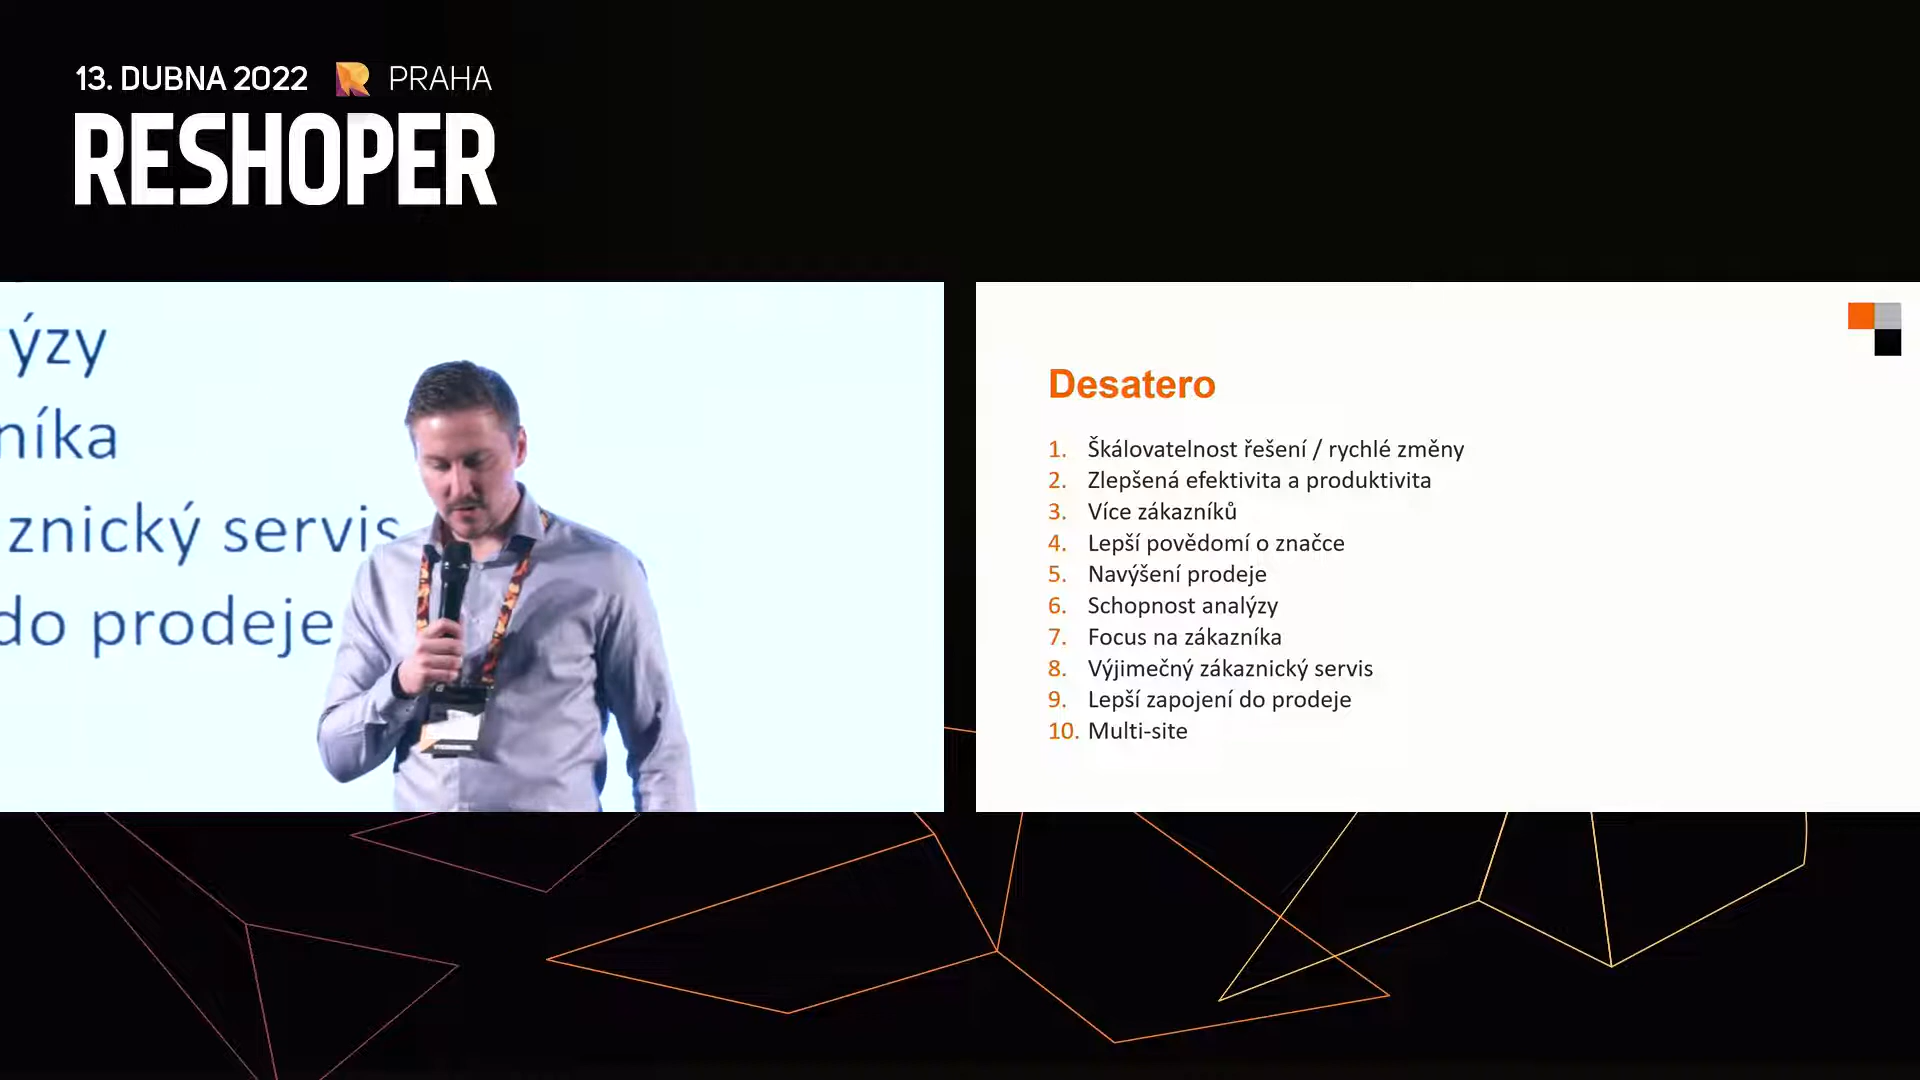 13. DUBNA 2022 PRAHA
RESHOPER
ýzy
níka
znický servis
do prodeje
Desatero
1. Škálovatelnost řešení / rychlé změny
2. Zlepšená efektivita a produktivita
3. Více zákazníků
4. Lepší povědomí o značce
5. Navýšení prodeje
6. Schopnost analýzy
7. Focus na zákazníka
8. Výjimečný zákaznický servis
9. Lepší zapojení do prodeje
10. Multi-site